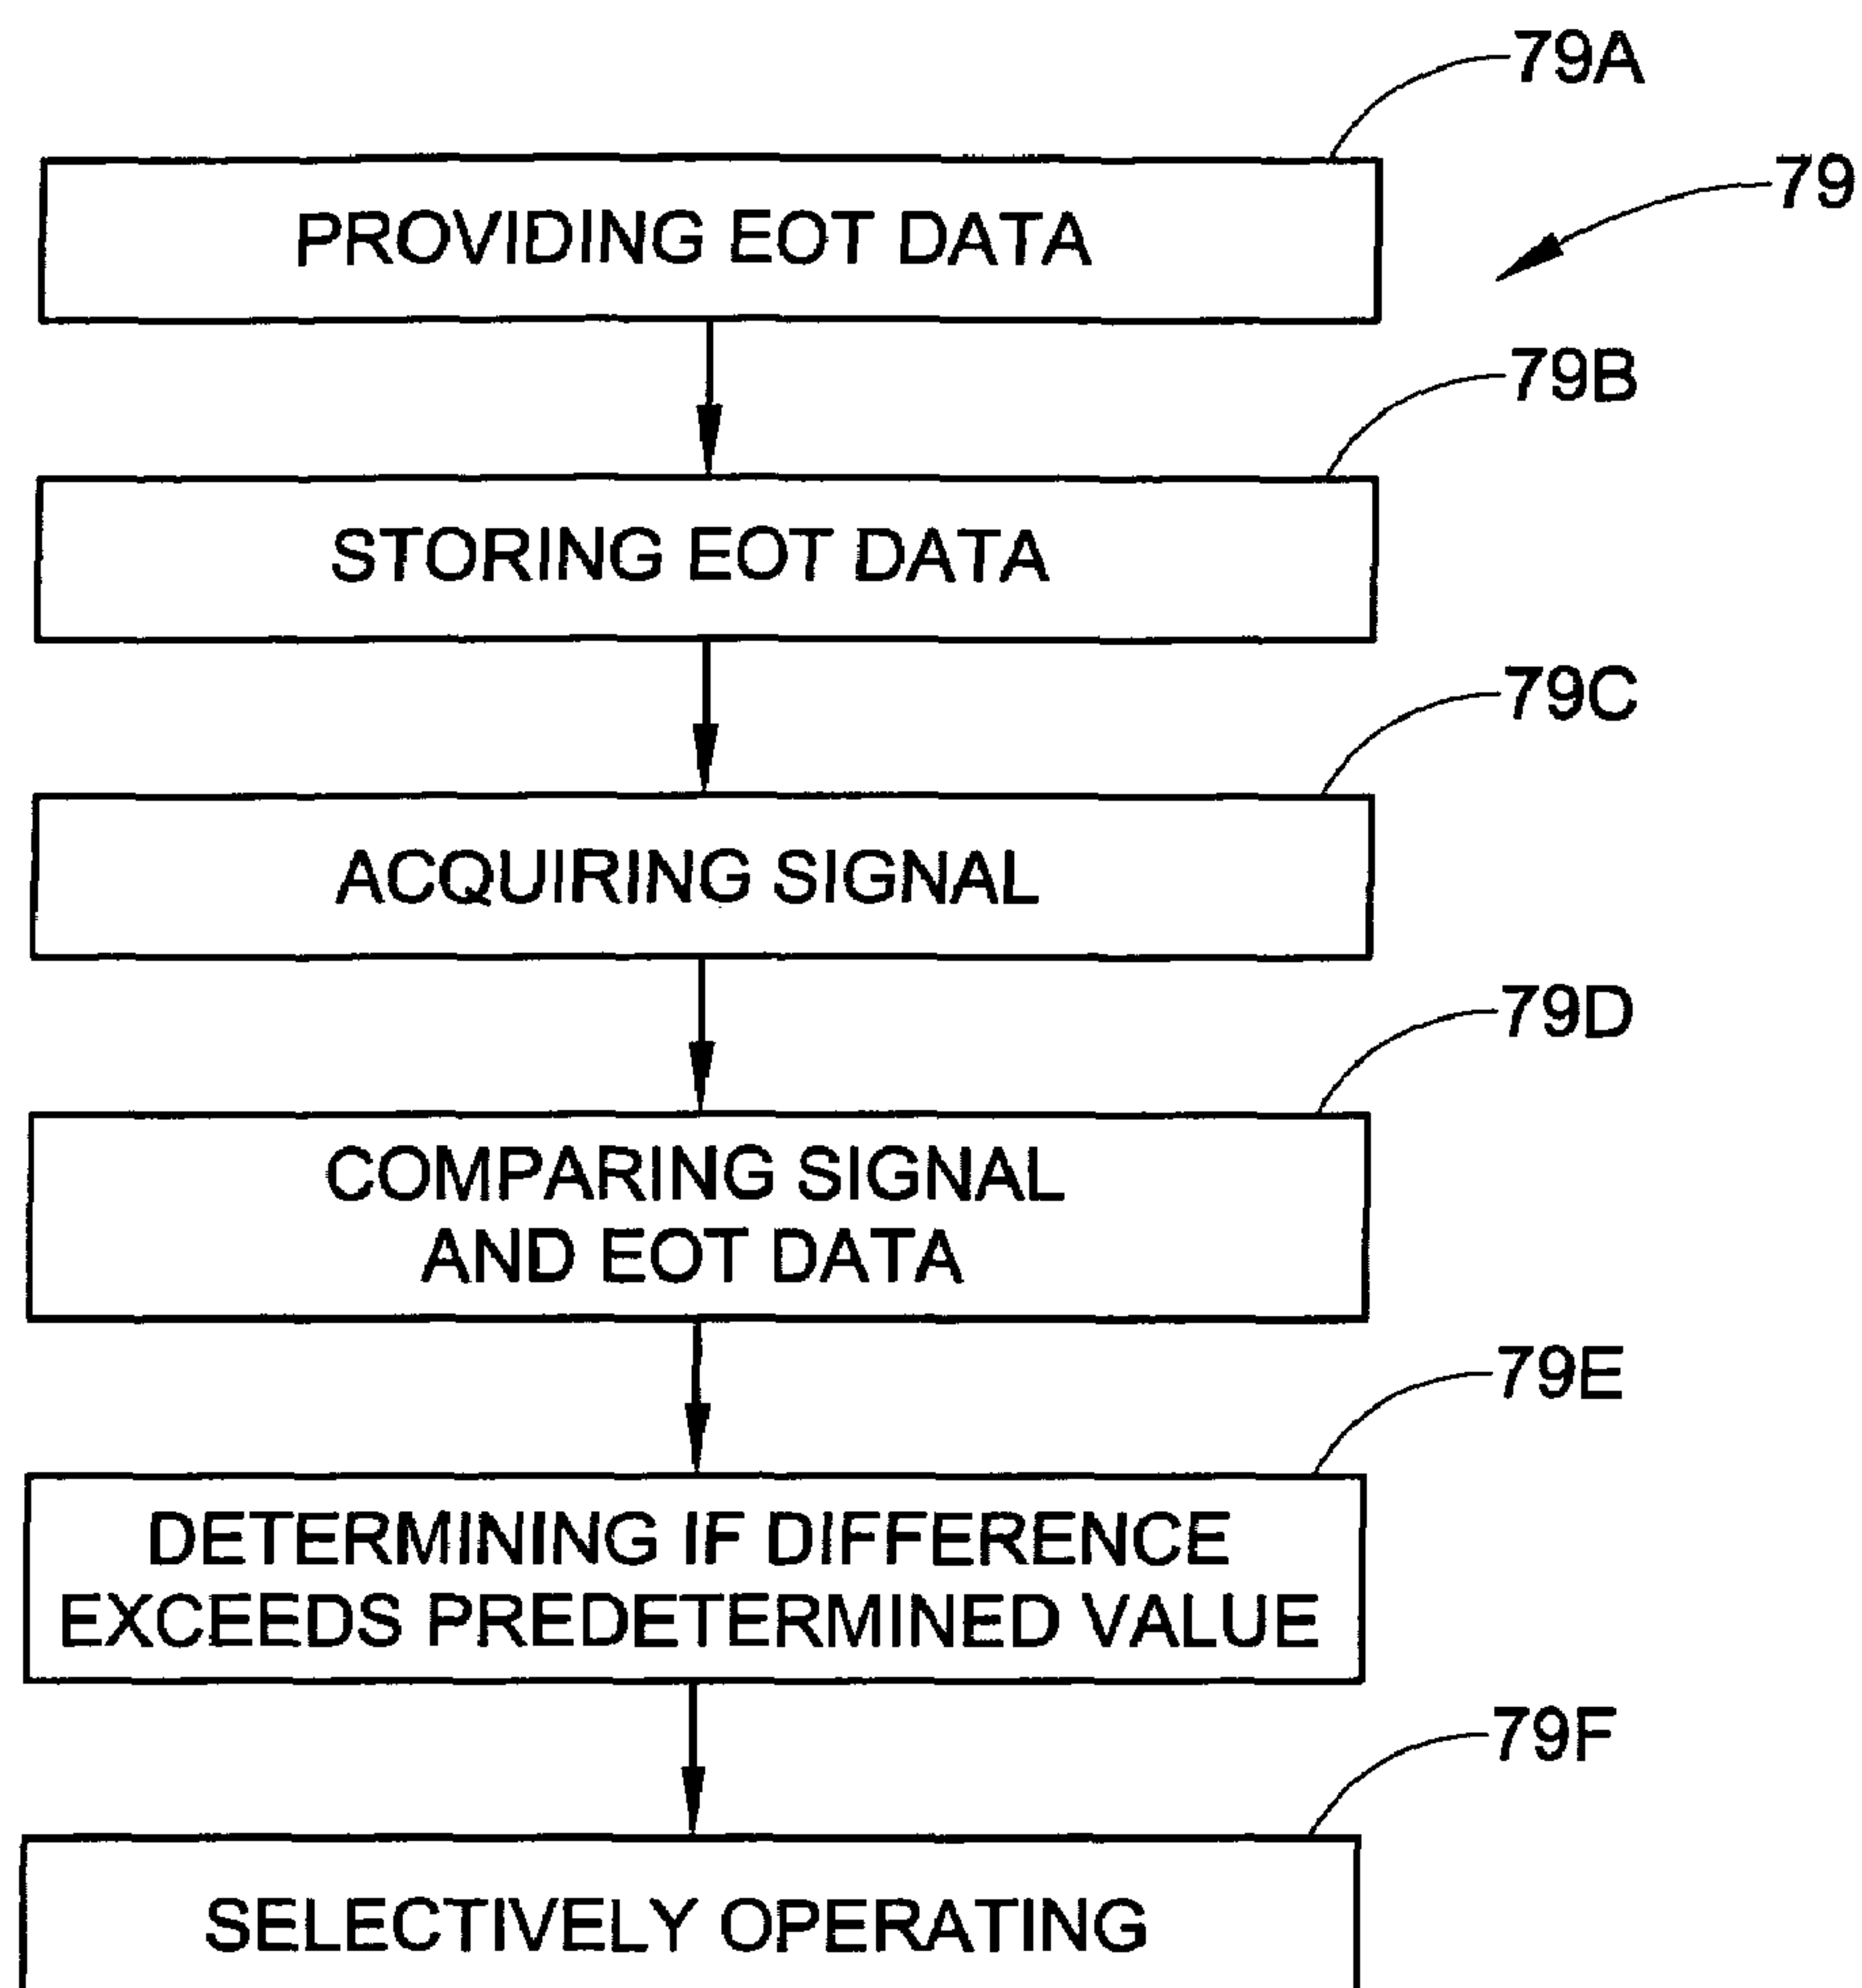 79A
79
PROVIDING EOT DATA
79B
STORING EOT DATA
79C
ACQUIRING SIGNAL
79D
COMPARING SIGNAL
AND EOT DATA
79E
DETERMINING IF DIFFERENCE
EXCEEDS PREDETERMINED VALUE
79F
SELECTIVELY OPERATING